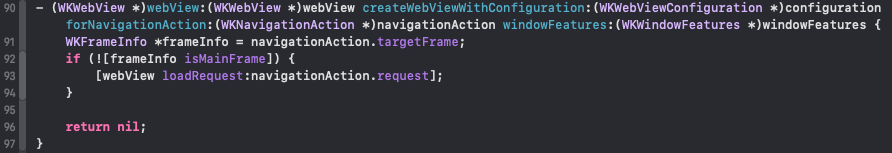 90 - (WKWebView *)webView:(WKWebView *)webView createWebViewWithConfiguration:(WKWebViewConfiguration *)configuration
forNavigationAction:(WKNavigationAction *)navigationAction windowFeatures:(WKWindowFeatures *)windowFeatures {
91 WKFrameInfo *frameInfo = navigationAction.targetFrame;
92 if (![frameInfo isMainFrame]) {
93 [webView loadRequest:navigationAction.request];
94 }
95
96 return nil;
97 }